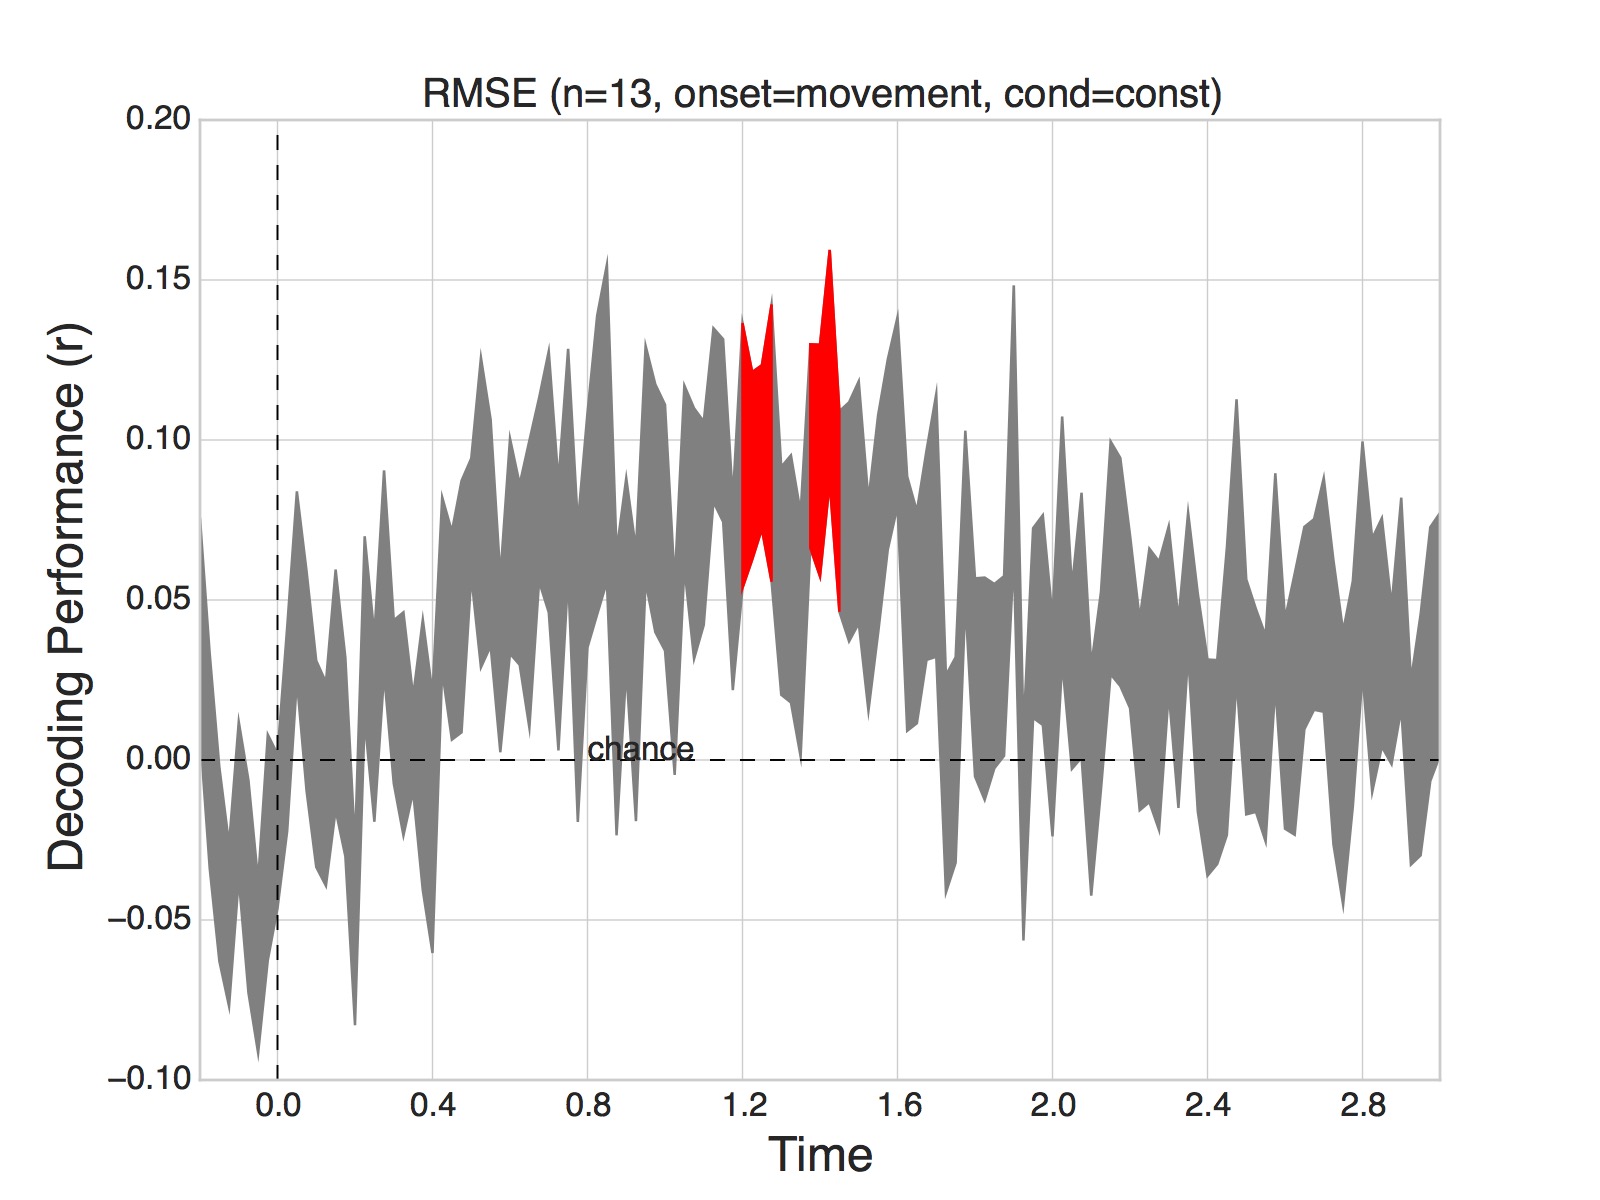 RMSE (n=13, onset=movement, cond=const)
Decoding Performance (r)
0.20
0.15
0.10
0.05
0.00
−0.05
−0.10
chance
0.0 0.4 0.8 1.2 1.6 2.0 2.4 2.8
Time